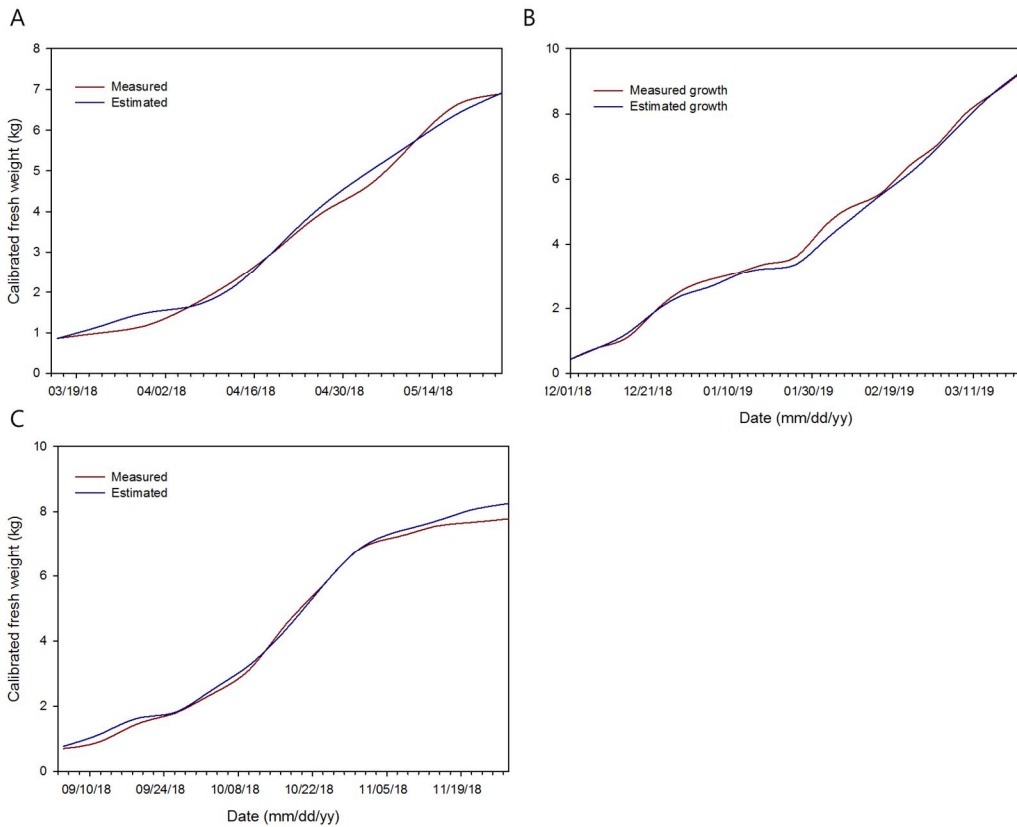 A
Calibrated fresh weight (kg)
8
7
6
5
4
3
2
1
0
Measured
Estimated
03/19/18 04/02/18 04/16/18 04/30/18 05/14/18
B
10
8
6
4
2
0
Measured growth
Estimated growth
12/01/18 12/21/18 01/10/19 01/30/19 02/19/19 03/11/19
Date (mm/dd/yy)
C
Calibrated fresh weight (kg)
10
8
6
4
2
0
Measured
Estimated
09/10/18 09/24/18 10/08/18 10/22/18 11/05/18 11/19/18
Date (mm/dd/yy)